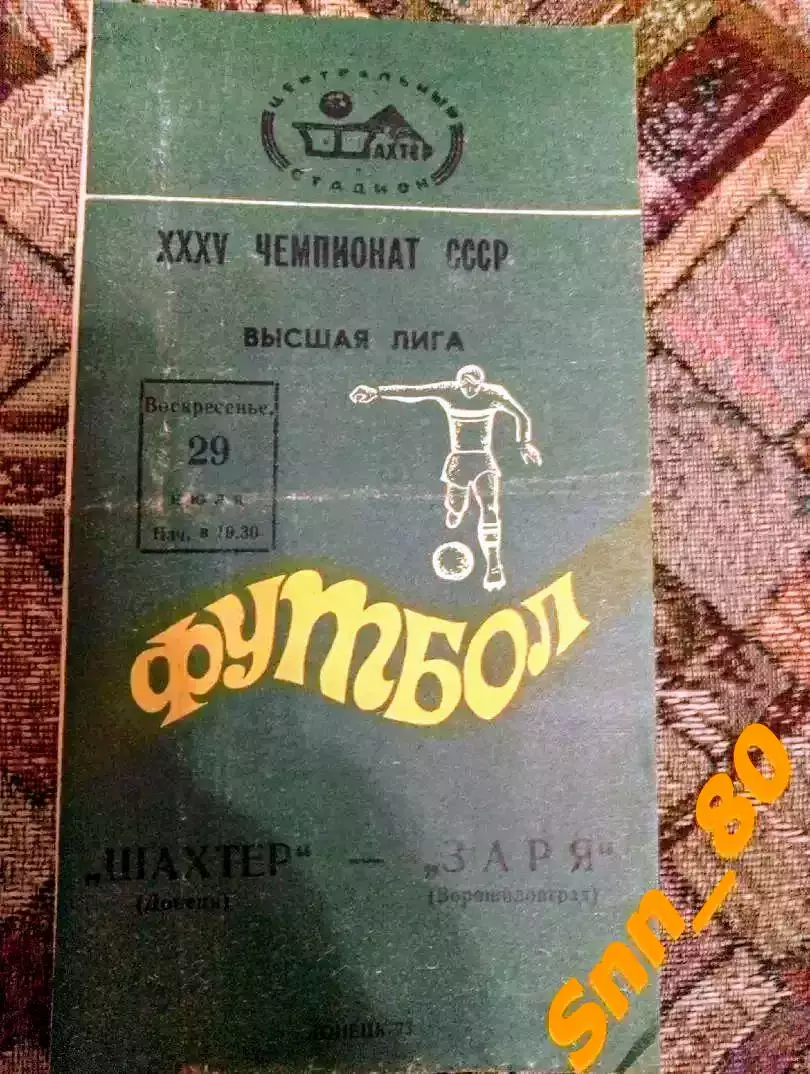 ЦЕНТРАЛЬНЫЙ
ШАХТЕР
СТАДИОН
XXXV ЧЕМПИОНАТ СССР
ВЫСШАЯ ЛИГА
Воскресенье,
29
июля
Нач. в 19.30
ФУТБОЛ
„ШАХТЕР“ — „ЗАРЯ“
(Донецк) (Ворошиловград)
ДОНЕЦК-73
Snn_80